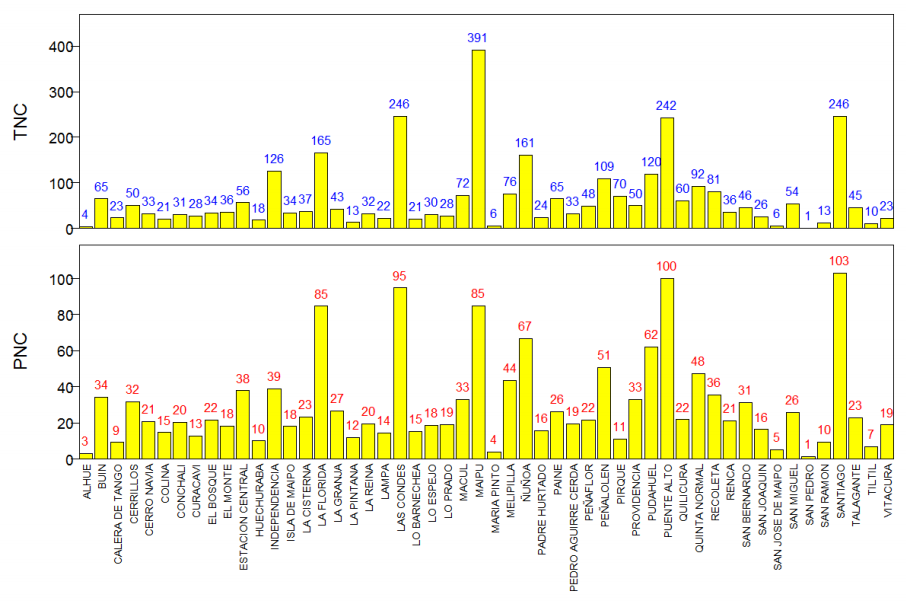 TNC
400
300
200
100
0
4 65 23 50 33 21 31 28 34 36 56 18 126 34 37 165 43 13 32 22 246 21 30 28 72 391 6 76 161 24 65 33 48 109 70 50 120 242 60 92 81 36 46 26 6 54 1 13 246 45 10 23
PNC
100
80
60
40
20
0
3 34 9 32 21 15 20 13 22 18 38 10 39 18 23 85 27 12 20 14 95 15 18 19 33 85 4 44 67 16 26 19 22 51 11 33 62 100 22 48 36 21 31 16 5 26 1 10 103 23 7 19
ALHUE
BUIN
CALERA DE TANGO
CERRILLOS
CERRO NAVIA
COLINA
CONCHALI
CURACAVI
EL BOSQUE
EL MONTE
ESTACION CENTRAL
HUECHURABA
INDEPENDENCIA
ISLA DE MAIPO
LA CISTERNA
LA FLORIDA
LA GRANJA
LA PINTANA
LA REINA
LAMPA
LAS CONDES
LO BARNECHEA
LO ESPEJO
LO PRADO
MACUL
MAIPU
MARIA PINTO
MELIPILLA
ÑUÑOA
PADRE HURTADO
PAINE
PEDRO AGUIRRE CERDA
PEÑAFLOR
PEÑALOLEN
PIRQUE
PROVIDENCIA
PUDAHUEL
PUENTE ALTO
QUILICURA
QUINTA NORMAL
RECOLETA
RENCA
SAN BERNARDO
SAN JOAQUIN
SAN JOSE DE MAIPO
SAN MIGUEL
SAN PEDRO
SAN RAMON
SANTIAGO
TALAGANTE
TILTIL
VITACURA